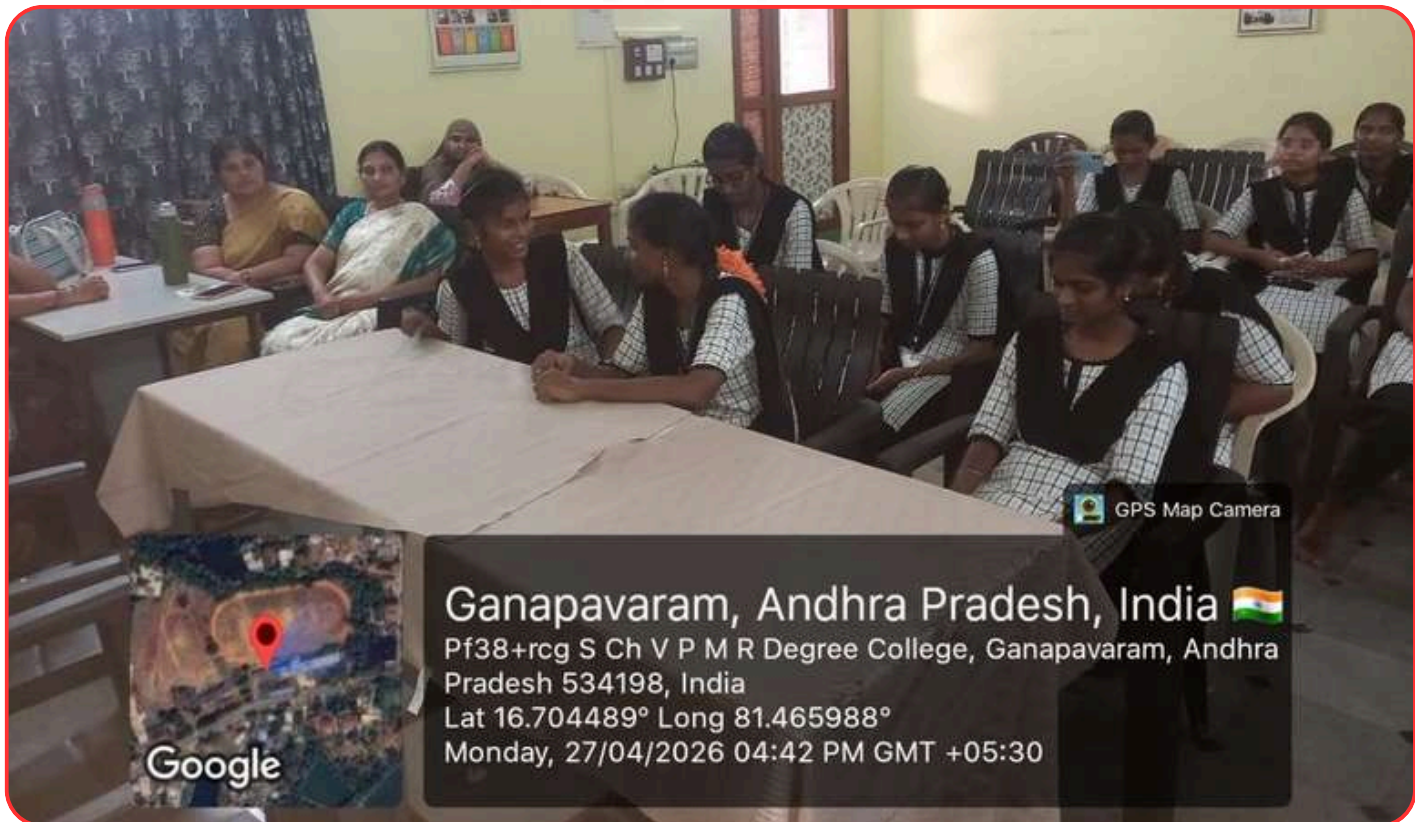 GPS Map Camera
Ganapavaram, Andhra Pradesh, India
Pf38+rcg S Ch V P M R Degree College, Ganapavaram, Andhra
Pradesh 534198, India
Lat 16.704489° Long 81.465988°
Monday, 27/04/2026 04:42 PM GMT +05:30
Google